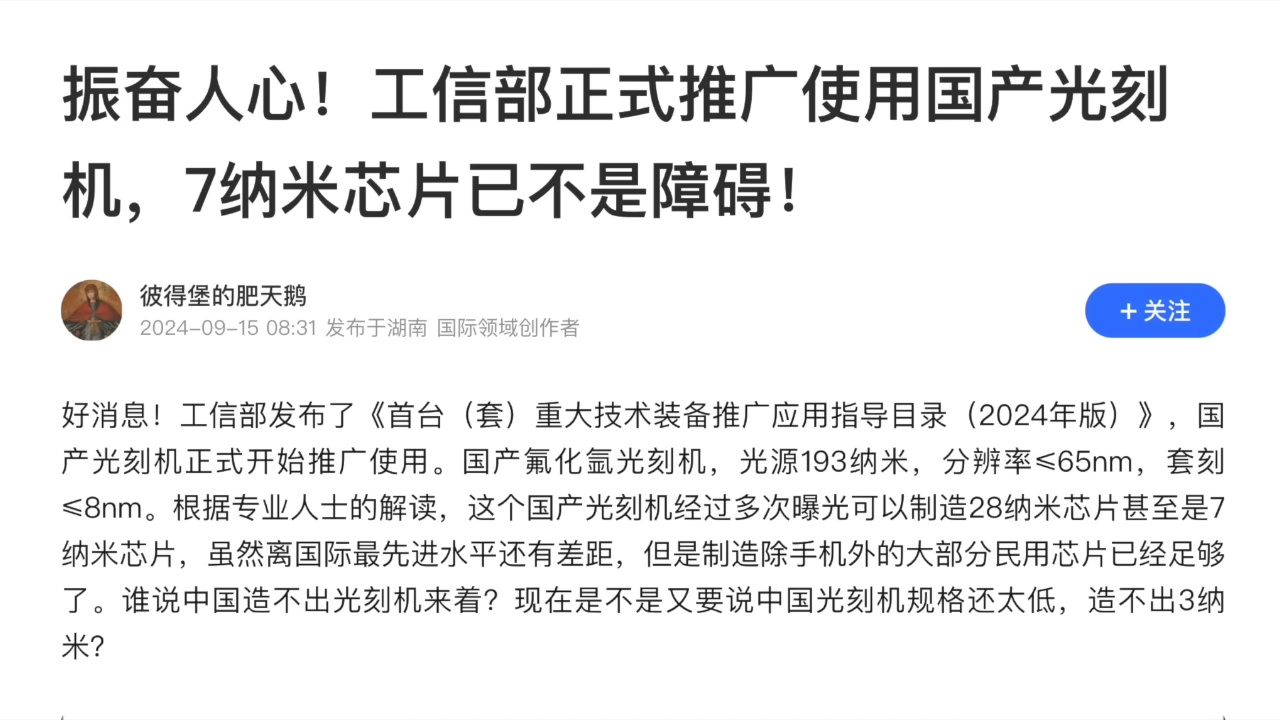 振奋人心！工信部正式推广使用国产光刻
机，7纳米芯片已不是障碍！
彼得堡的肥天鹅
2024-09-15 08:31 发布于湖南 国际领域创作者
+关注
好消息！工信部发布了《首台（套）重大技术装备推广应用指导目录（2024年版）》，国
产光刻机正式开始推广使用。国产氟化氩光刻机，光源193纳米，分辨率≤65nm，套刻
≤8nm。根据专业人士的解读，这个国产光刻机经过多次曝光可以制造28纳米芯片甚至是7
纳米芯片，虽然离国际最先进水平还有差距，但是制造除手机外的大部分民用芯片已经足够
了。谁说中国造不出光刻机来着？现在是不是又要说中国光刻机规格还太低，造不出3纳
米？